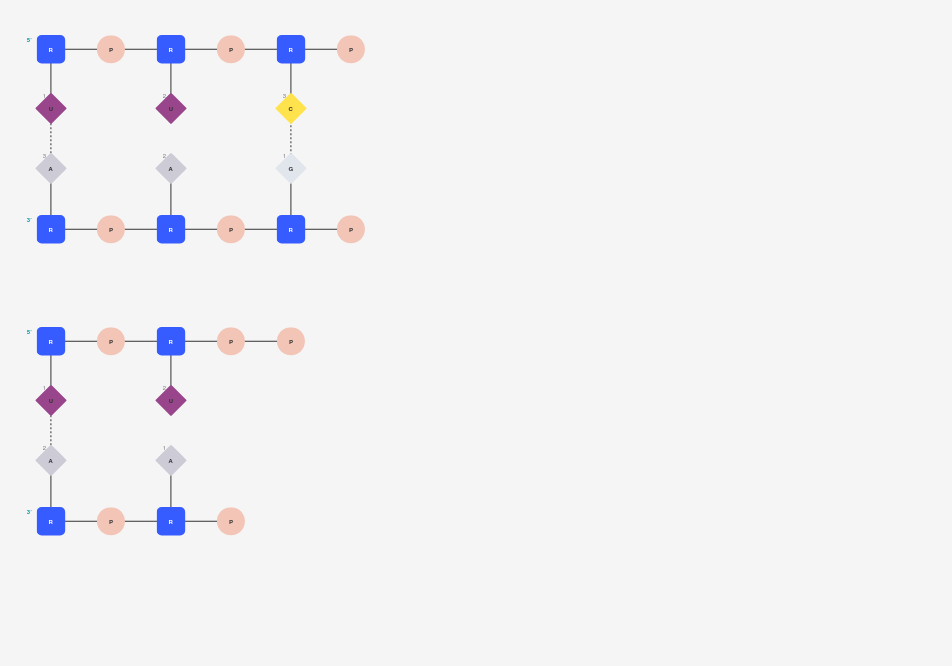 5' R P R P R P
1 2 3
U U C
3 2 1
A A G
3' R P R P R P
5' R P R P P
1 2
U U
2 1
A A
3' R P R P